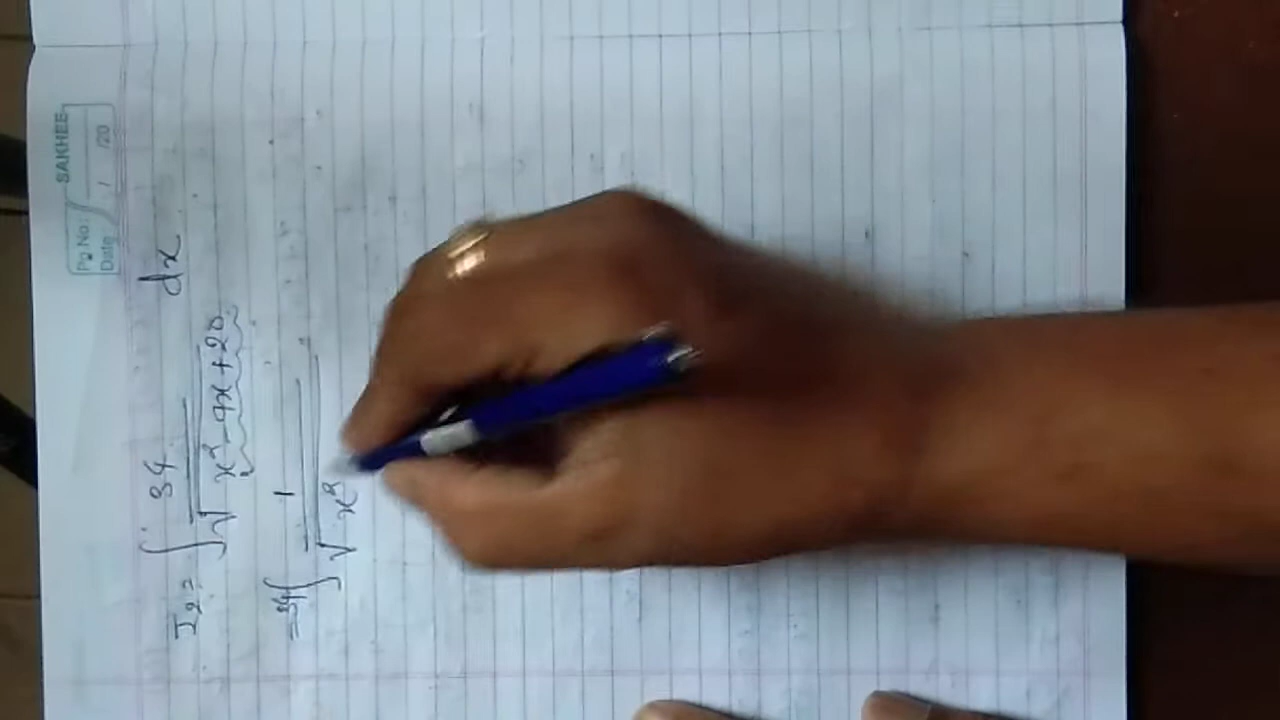 SAKHEE
Pg No:
Date / /20
I₂ = ∫ 34 / √(x² - 9x + 20) dx
= 34 ∫ 1 / √(x²